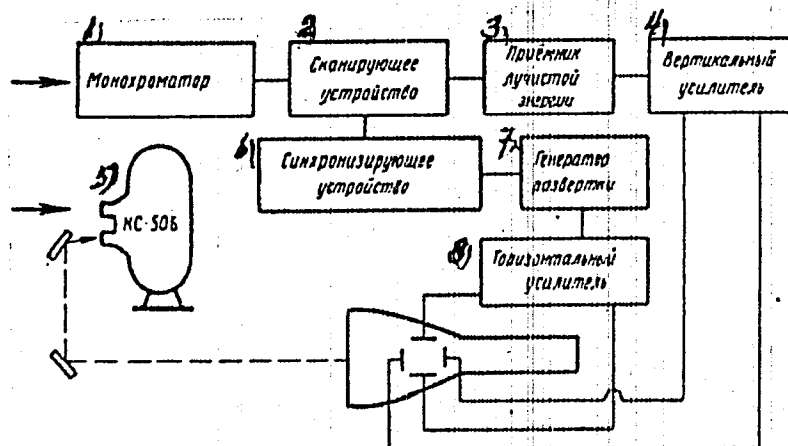 1)
Монохроматор
2
Сканирующее
устройство
3)
Приёмник
лучистой
энергии
4)
Вертикальный
усилитель
5)
КС-50Б
6)
Синхронизирующее
устройство
7
Генератор
развертки
8)
Горизонтальный
усилитель